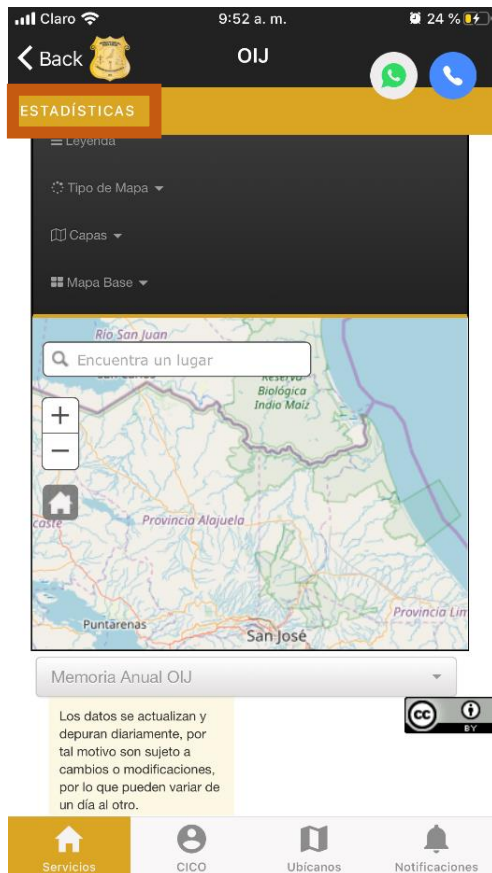 Claro
9:52 a. m.
24 %
Back
OIJ
ESTADÍSTICAS
Leyenda
Tipo de Mapa
Capas
Mapa Base
Río San Juan
Encuentra un lugar
Reserva
Biológica
Indio Maíz
Provincia Alajuela
Puntarenas
San José
Provincia Lim
Memoria Anual OIJ
Los datos se actualizan y
depuran diariamente, por
tal motivo son sujeto a
cambios o modificaciones,
por lo que pueden variar de
un día al otro.
cc
BY
Servicios
CICO
Ubícanos
Notificaciones